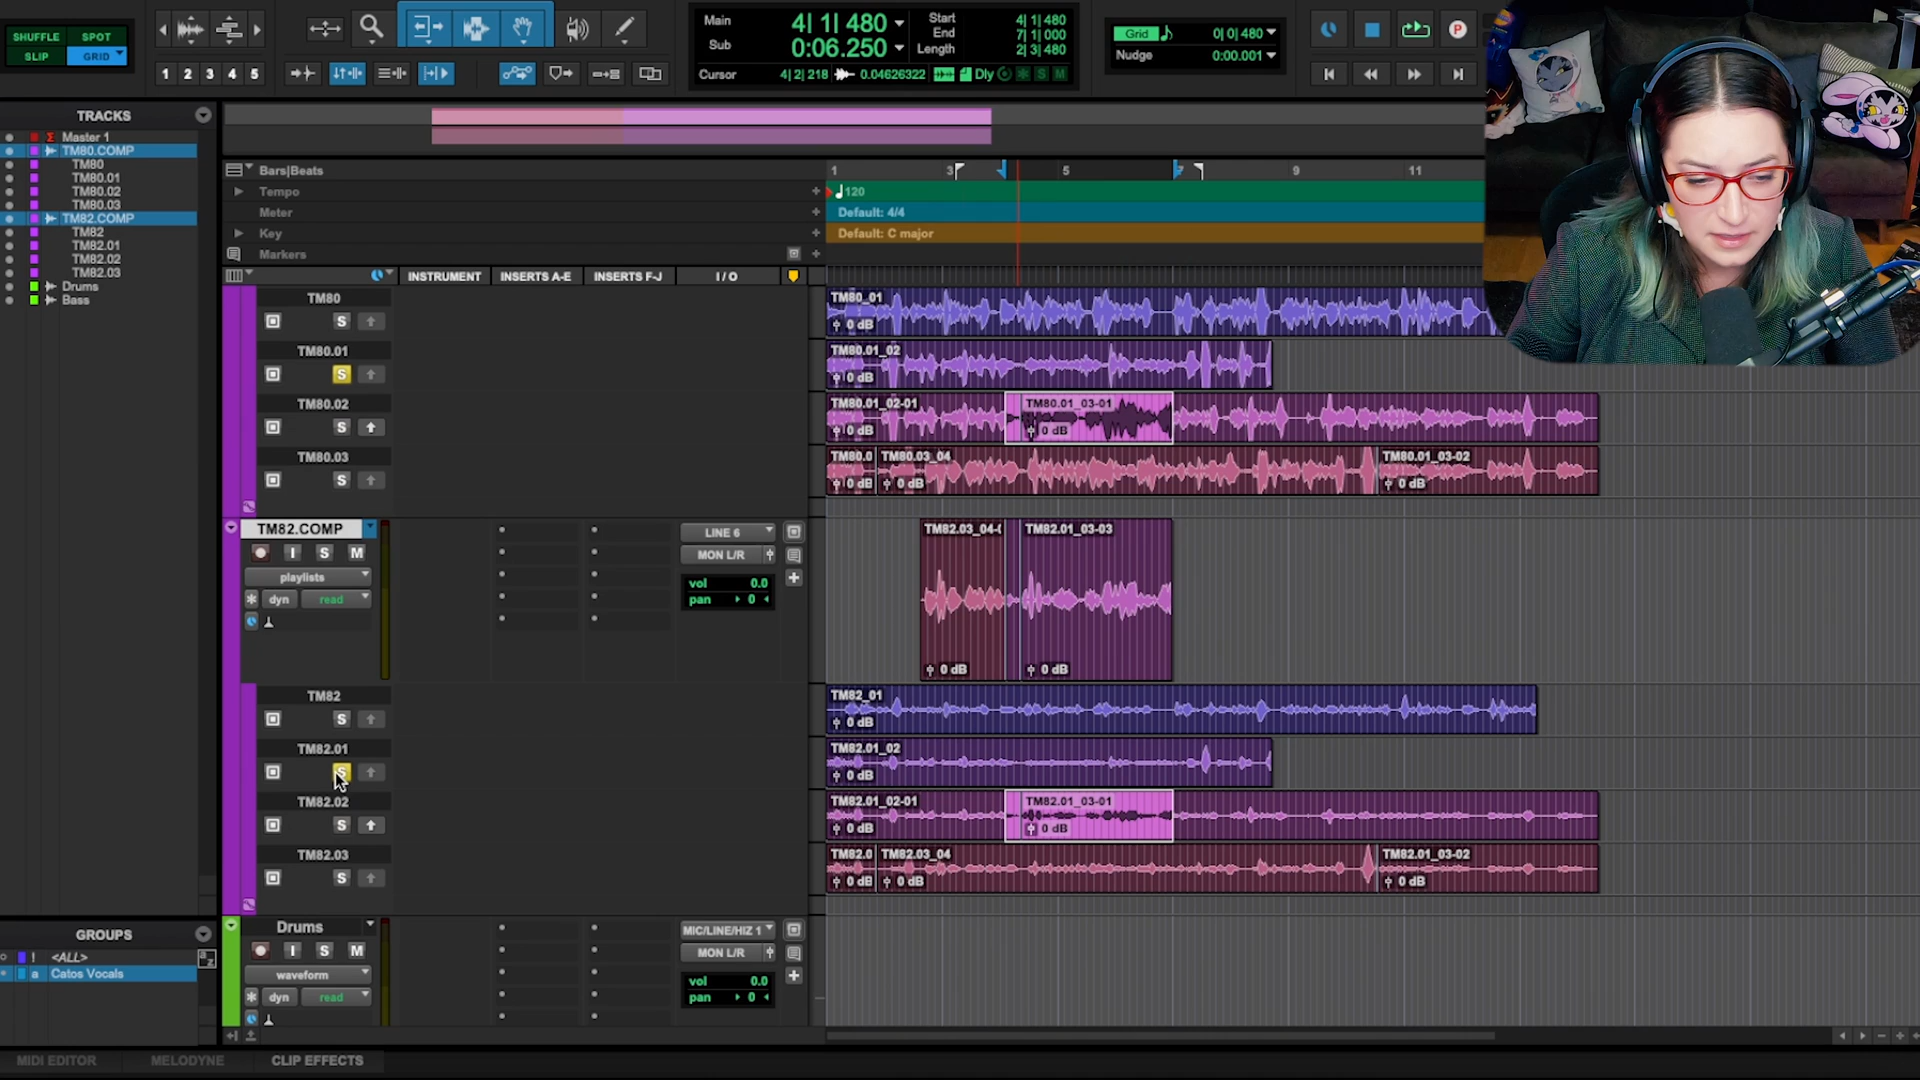 SHUFFLE SPOT
SLIP GRID
1 2 3 4 5
Main 4| 1| 480
Sub 0:06.250
Start 4| 1| 480
End 7| 1| 000
Length 2| 3| 480
Cursor 4| 2| 218 0.04626322 Dly S M
Grid 0| 0| 480
Nudge 0:00.001
P
TRACKS
Master 1
TM80.COMP
TM80
TM80.01
TM80.02
TM80.03
TM82.COMP
TM82
TM82.01
TM82.02
TM82.03
Drums
Bass
GROUPS
! <ALL>
a Catos Vocals
a z
Bars|Beats
1 3 5 7 9 11
Tempo
120
Meter
Default: 4/4
Key
Default: C major
Markers
INSTRUMENT INSERTS A-E INSERTS F-J I / O
TM80
S
TM80_01
0 dB
TM80.01
S
TM80.01_02
0 dB
TM80.02
S
TM80.01_02-01 TM80.01_03-01
0 dB 0 dB
TM80.03
S
TM80.0 TM80.03_04 TM80.01_03-02
0 dB 0 dB 0 dB
TM82.COMP
I S M
playlists
dyn read
LINE 6
MON L/R
vol 0.0
pan 0
TM82.03_04-( TM82.01_03-03
0 dB 0 dB
TM82
S
TM82_01
0 dB
TM82.01
S
TM82.01_02
0 dB
TM82.02
S
TM82.01_02-01 TM82.01_03-01
0 dB 0 dB
TM82.03
S
TM82.0 TM82.03_04 TM82.01_03-02
0 dB 0 dB 0 dB
Drums
I S M
waveform
dyn read
MIC/LINE/HIZ 1
MON L/R
vol 0.0
pan 0
MIDI EDITOR MELODYNE CLIP EFFECTS